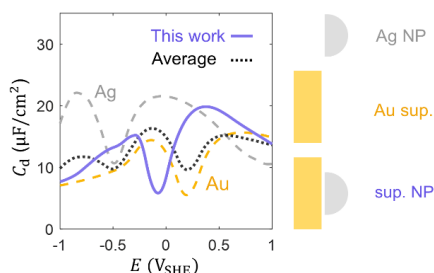 35
30
20
10
0
C_d (μF/cm²)
This work
Average
Ag
Au
-1
-0.5
0
0.5
1
E (V_SHE)
Ag NP
Au sup.
sup. NP